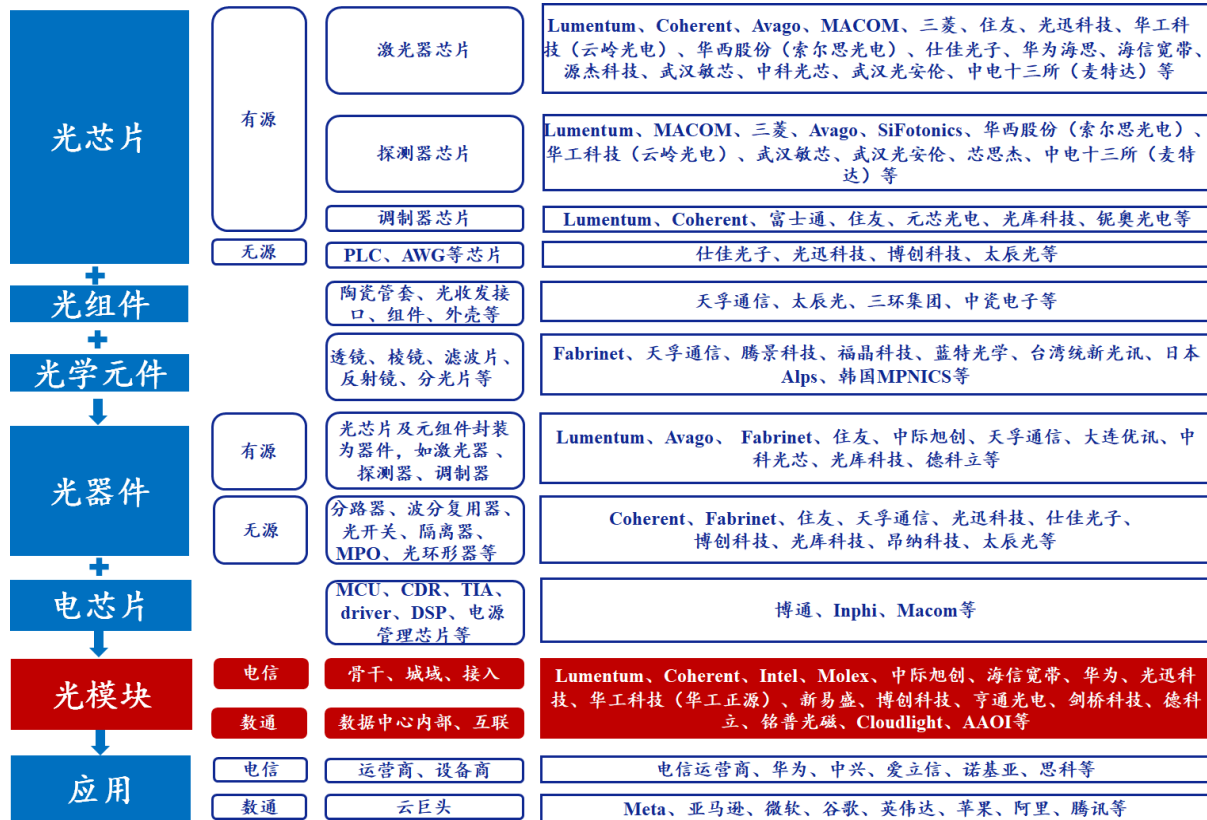 光芯片
有源
激光器芯片
Lumentum、Coherent、Avago、MACOM、三菱、住友、光迅科技、华工科
技（云岭光电）、华西股份（索尔思光电）、仕佳光子、华为海思、海信宽带、
源杰科技、武汉敏芯、中科光芯、武汉光安伦、中电十三所（麦特达）等
探测器芯片
Lumentum、MACOM、三菱、Avago、SiFotonics、华西股份（索尔思光电）、
华工科技（云岭光电）、武汉敏芯、武汉光安伦、芯思杰、中电十三所（麦特
达）等
调制器芯片
Lumentum、Coherent、富士通、住友、元芯光电、光库科技、铌奥光电等
无源
PLC、AWG等芯片
仕佳光子、光迅科技、博创科技、太辰光等
光组件
陶瓷管套、光收发接
口、组件、外壳等
天孚通信、太辰光、三环集团、中瓷电子等
光学元件
透镜、棱镜、滤波片、
反射镜、分光片等
Fabrinet、天孚通信、腾景科技、福晶科技、蓝特光学、台湾统新光讯、日本
Alps、韩国MPNICS等
光器件
有源
光芯片及元组件封装
为器件，如激光器、
探测器、调制器
Lumentum、Avago、 Fabrinet、住友、中际旭创、天孚通信、大连优讯、中
科光芯、光库科技、德科立等
无源
分路器、波分复用器、
光开关、隔离器、
MPO、光环形器等
Coherent、Fabrinet、住友、天孚通信、光迅科技、仕佳光子、
博创科技、光库科技、昂纳科技、太辰光等
电芯片
MCU、CDR、TIA、
driver、DSP、电源
管理芯片等
博通、Inphi、Macom等
光模块
电信
骨干、城域、接入
数通
数据中心内部、互联
Lumentum、Coherent、Intel、Molex、中际旭创、海信宽带、华为、光迅科
技、华工科技（华工正源）、新易盛、博创科技、亨通光电、剑桥科技、德科
立、铭普光磁、Cloudlight、AAOI等
应用
电信
运营商、设备商
电信运营商、华为、中兴、爱立信、诺基亚、思科等
数通
云巨头
Meta、亚马逊、微软、谷歌、英伟达、苹果、阿里、腾讯等